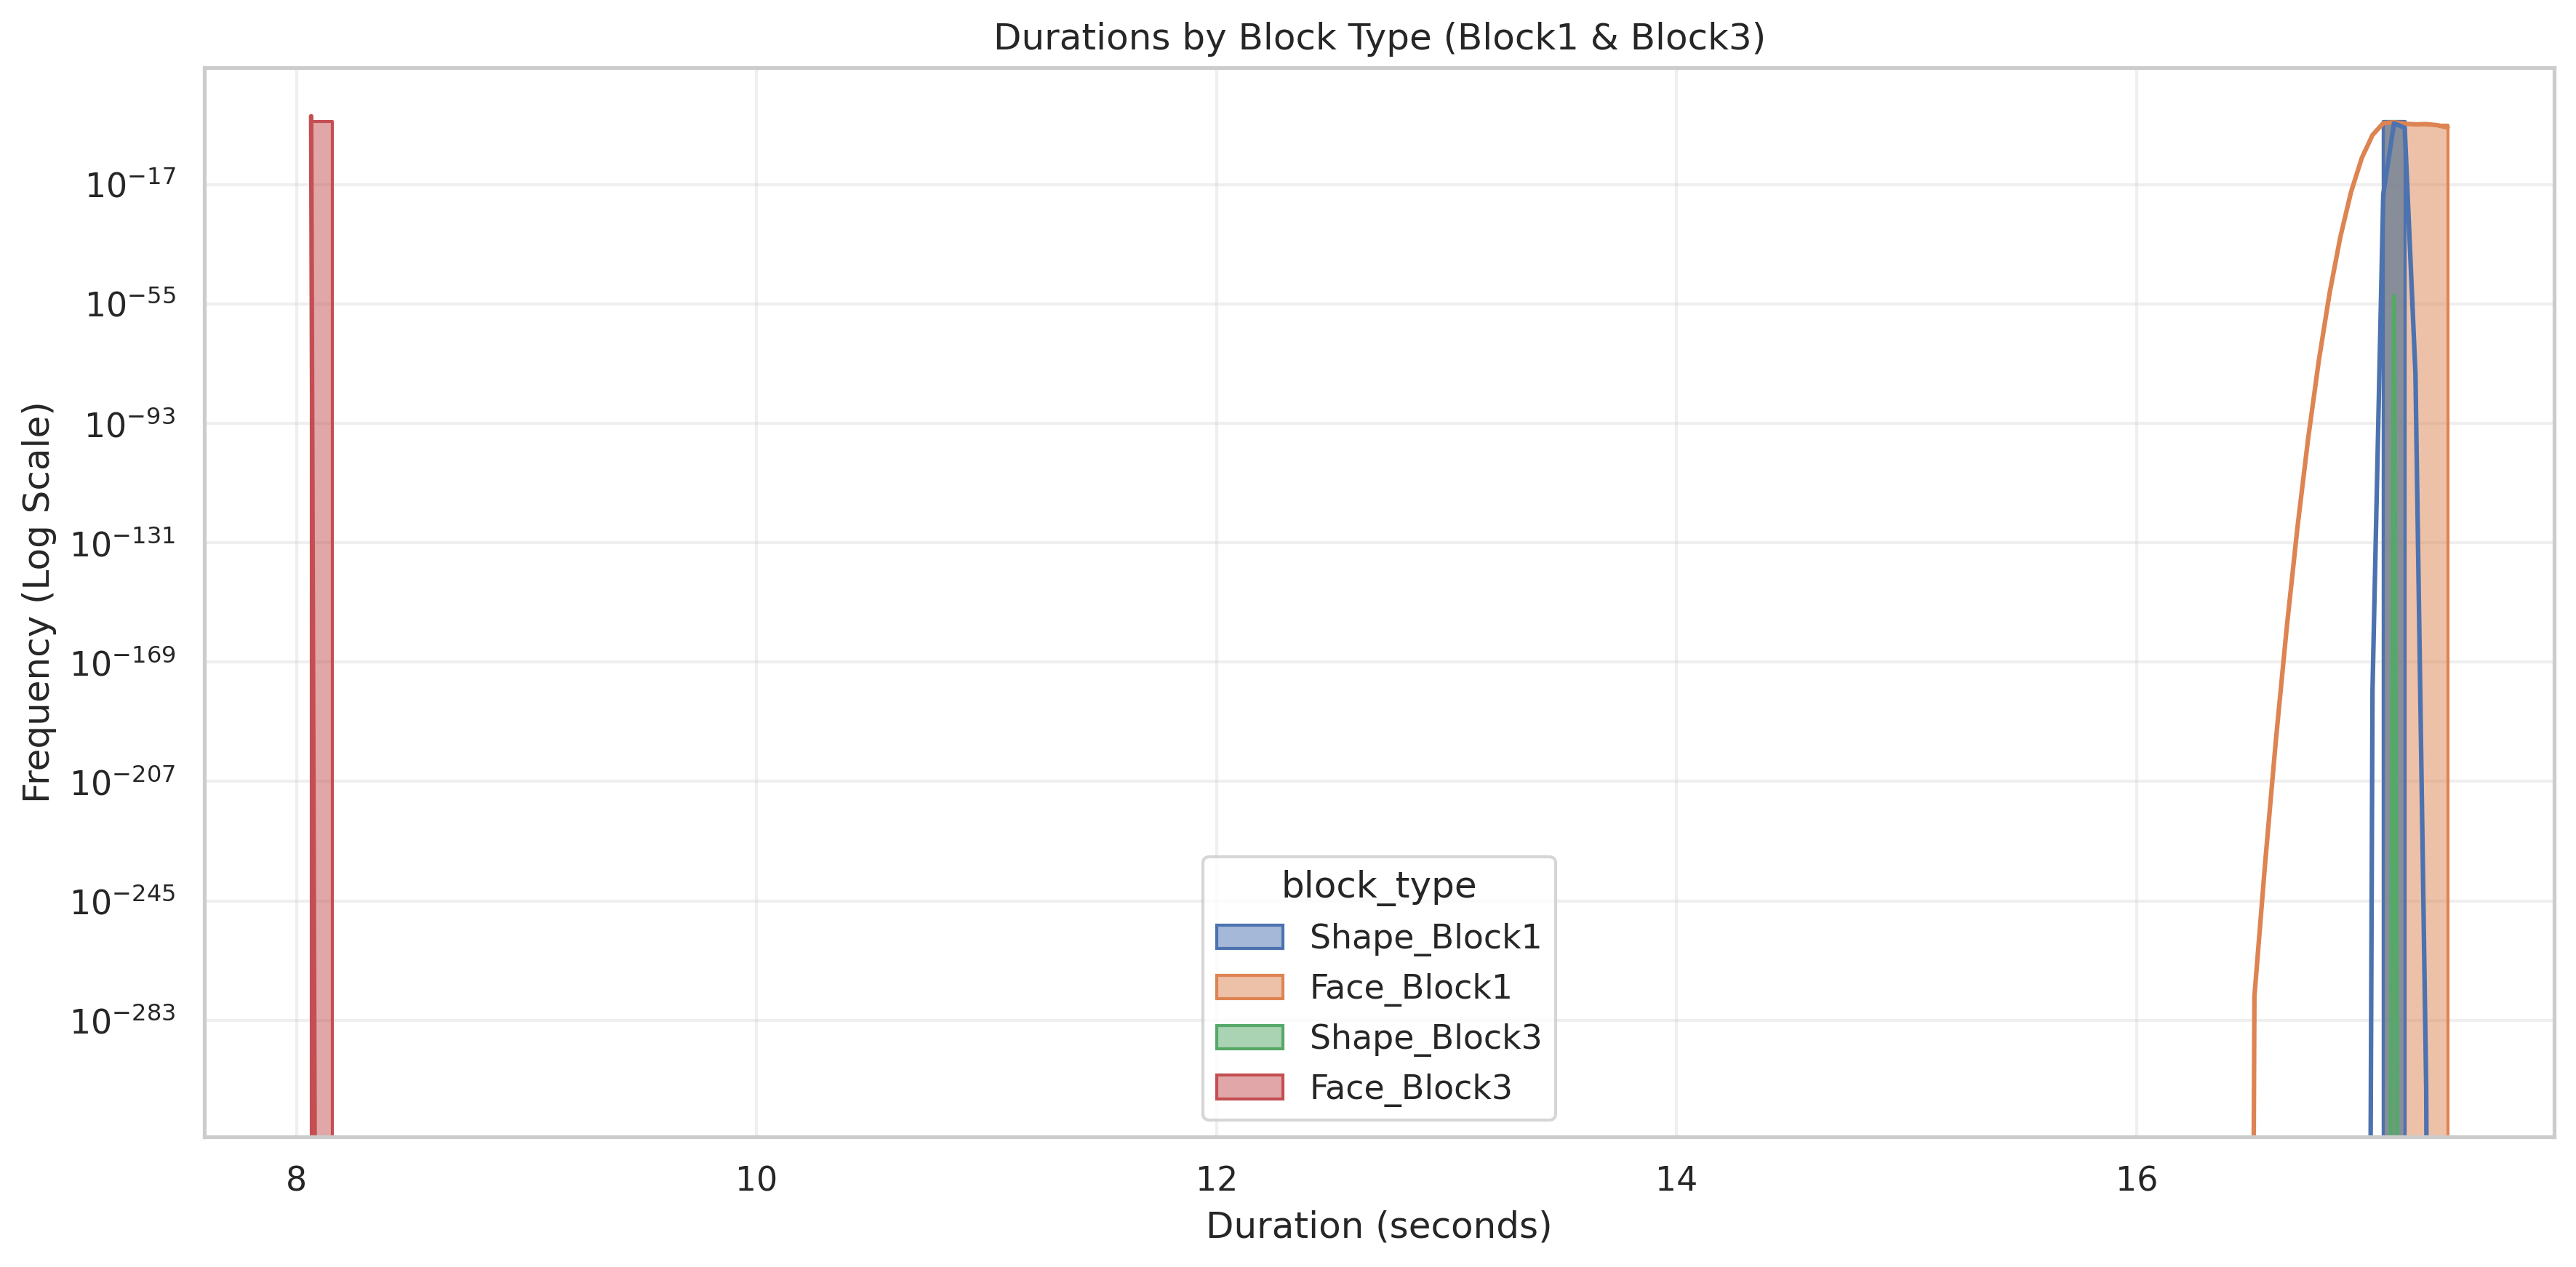 Durations by Block Type (Block1 & Block3)
Frequency (Log Scale)
10−17
10−55
10−93
10−131
10−169
10−207
10−245
10−283
block_type
Shape_Block1
Face_Block1
Shape_Block3
Face_Block3
8 10 12 14 16
Duration (seconds)